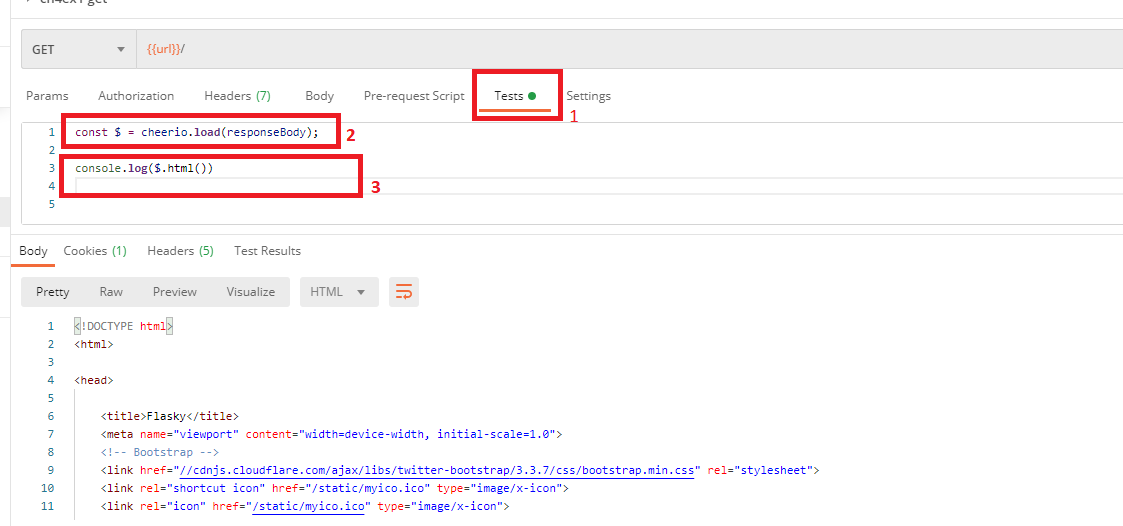 GET {{url}}/
Params Authorization Headers (7) Body Pre-request Script Tests Settings
1
1 const $ = cheerio.load(responseBody);
2
2
3 console.log($.html())
4
3
5
Body Cookies (1) Headers (5) Test Results
Pretty Raw Preview Visualize HTML
1 <!DOCTYPE html>
2 <html>
3
4 <head>
5
6 <title>Flasky</title>
7 <meta name="viewport" content="width=device-width, initial-scale=1.0">
8 <!-- Bootstrap -->
9 <link href="//cdnjs.cloudflare.com/ajax/libs/twitter-bootstrap/3.3.7/css/bootstrap.min.css" rel="stylesheet">
10 <link rel="shortcut icon" href="/static/myico.ico" type="image/x-icon">
11 <link rel="icon" href="/static/myico.ico" type="image/x-icon">